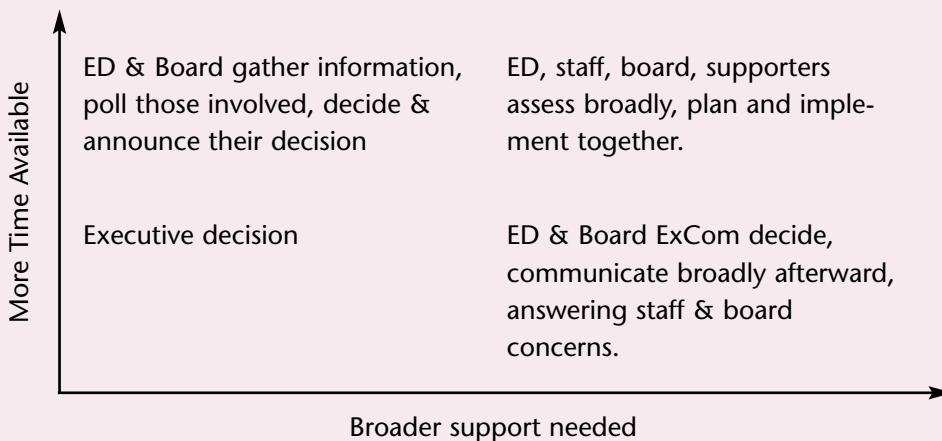 More Time Available
ED & Board gather information,
poll those involved, decide &
announce their decision
ED, staff, board, supporters
assess broadly, plan and imple-
ment together.
Executive decision
ED & Board ExCom decide,
communicate broadly afterward,
answering staff & board
concerns.
Broader support needed